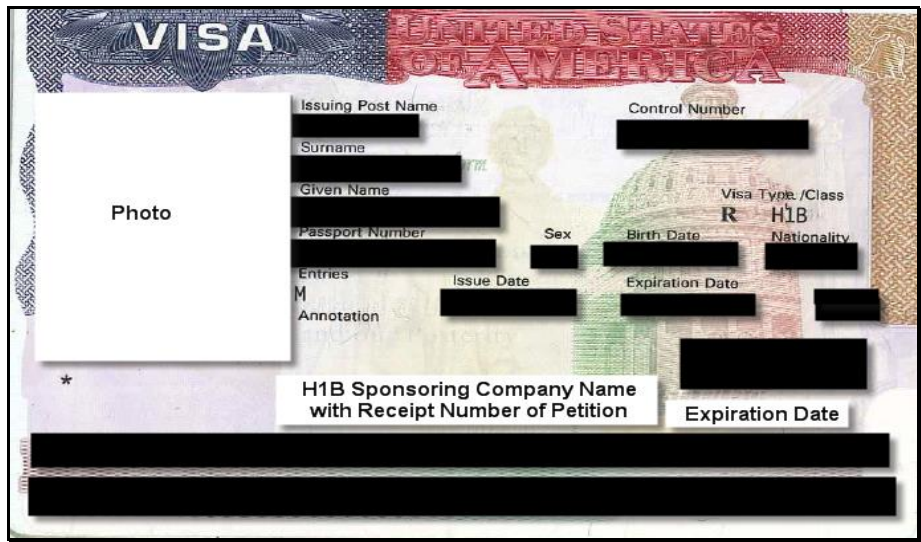 VISA
UNITED STATES
OF AMERICA
Issuing Post Name
Control Number
Surname
Given Name
Visa Type /Class
R H1B
Photo
Passport Number
Sex
Birth Date
Nationality
Entries
M
Issue Date
Expiration Date
Annotation
*
H1B Sponsoring Company Name
with Receipt Number of Petition
Expiration Date